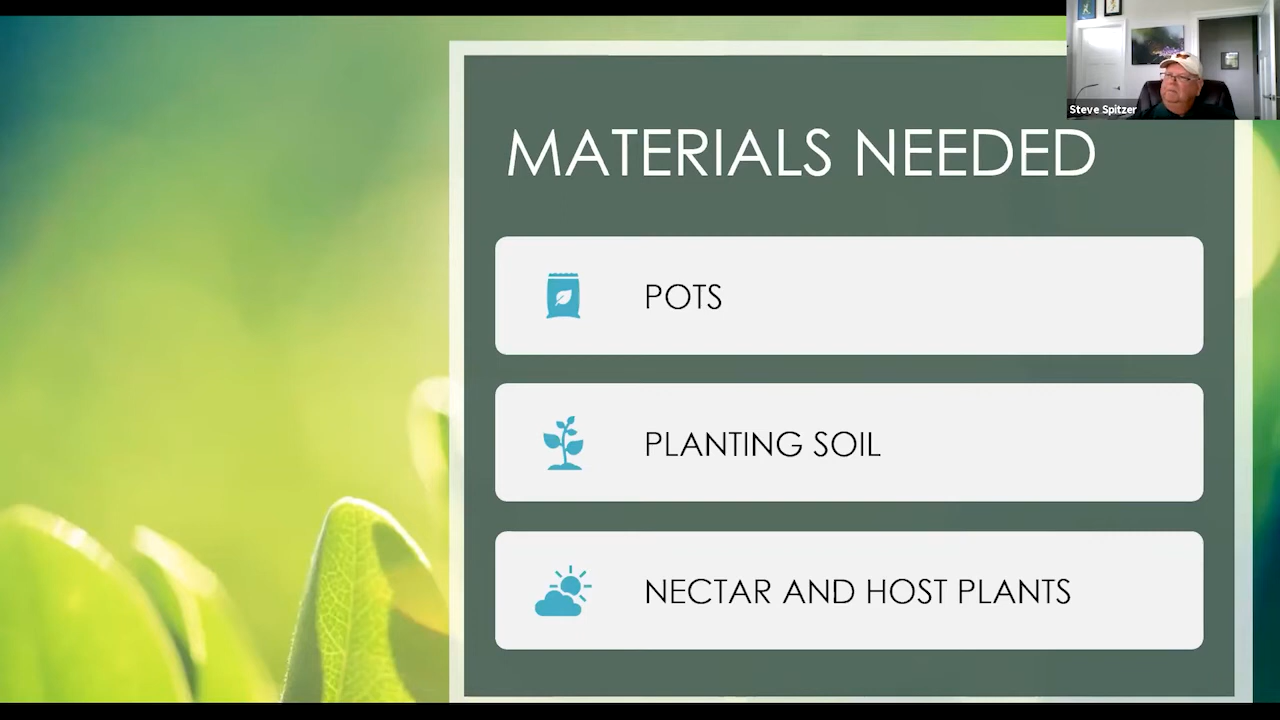 Steve Spitzer
MATERIALS NEEDED
POTS
PLANTING SOIL
NECTAR AND HOST PLANTS